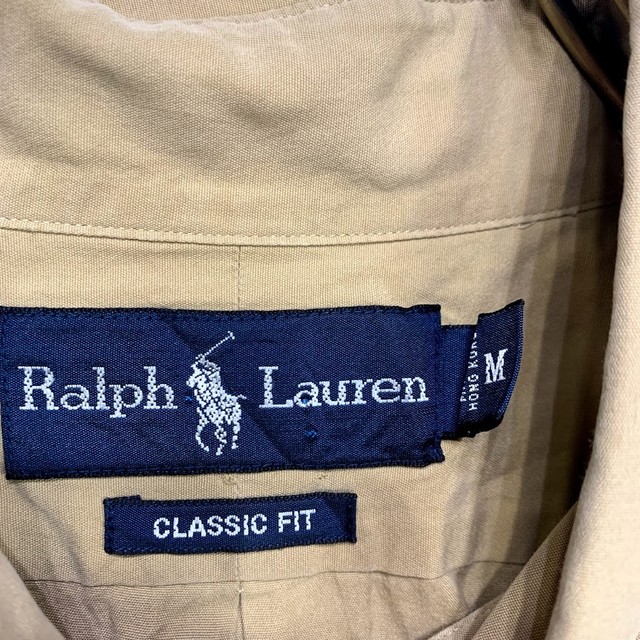 Ralph Lauren
M
HONG KONG
CLASSIC FIT